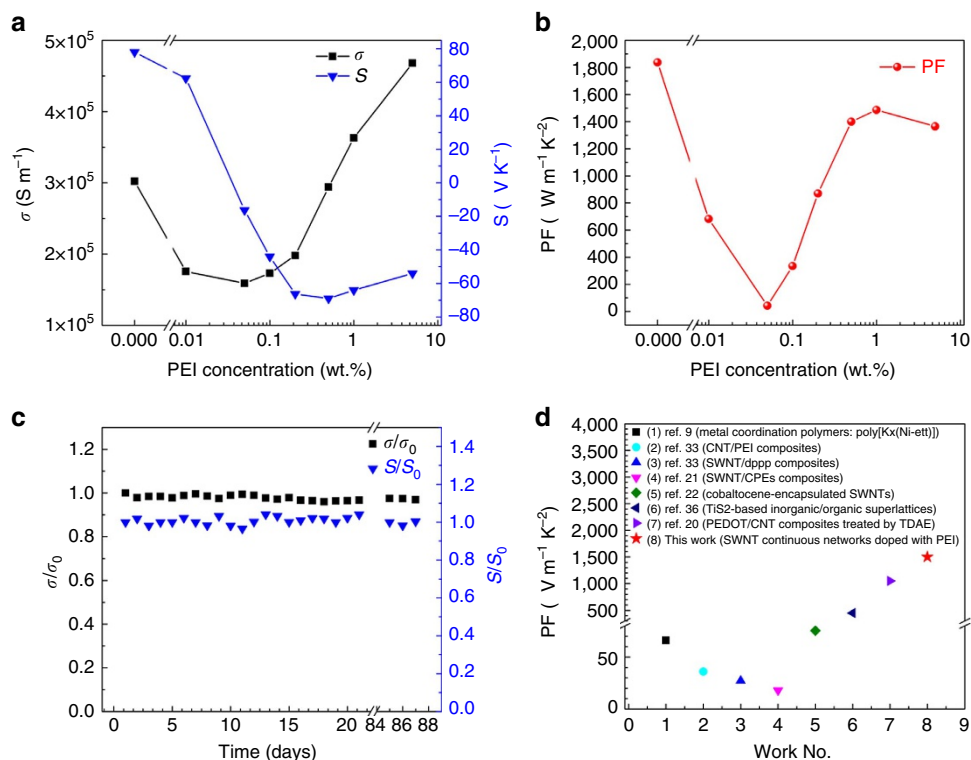 a
5×10⁵
4×10⁵
3×10⁵
2×10⁵
1×10⁵
σ (S m⁻¹)
σ
S
80
60
40
20
0
−20
−40
−60
−80
S ( V K⁻¹)
0.000 0.01 0.1 1 10
PEI concentration (wt.%)
b
2,000
1,800
1,600
1,400
1,200
1,000
800
600
400
200
0
PF ( W m⁻¹ K⁻²)
PF
0.000 0.01 0.1 1 10
PEI concentration (wt.%)
c
1.2
1.0
0.8
0.6
0.4
0.2
0.0
σ/σ₀
σ/σ₀
S/S₀
1.4
1.2
1.0
0.8
0.6
0.4
0.2
0.0
S/S₀
0 5 10 15 20 84 86 88
Time (days)
d
4,000
3,500
3,000
2,500
2,000
1,500
1,000
500
50
0
PF ( V m⁻¹ K⁻²)
(1) ref. 9 (metal coordination polymers: poly[Kx(Ni-ett)])
(2) ref. 33 (CNT/PEI composites)
(3) ref. 33 (SWNT/dppp composites)
(4) ref. 21 (SWNT/CPEs composites)
(5) ref. 22 (cobaltocene-encapsulated SWNTs)
(6) ref. 36 (TiS2-based inorganic/organic superlattices)
(7) ref. 20 (PEDOT/CNT composites treated by TDAE)
(8) This work (SWNT continuous networks doped with PEI)
0 1 2 3 4 5 6 7 8 9
Work No.